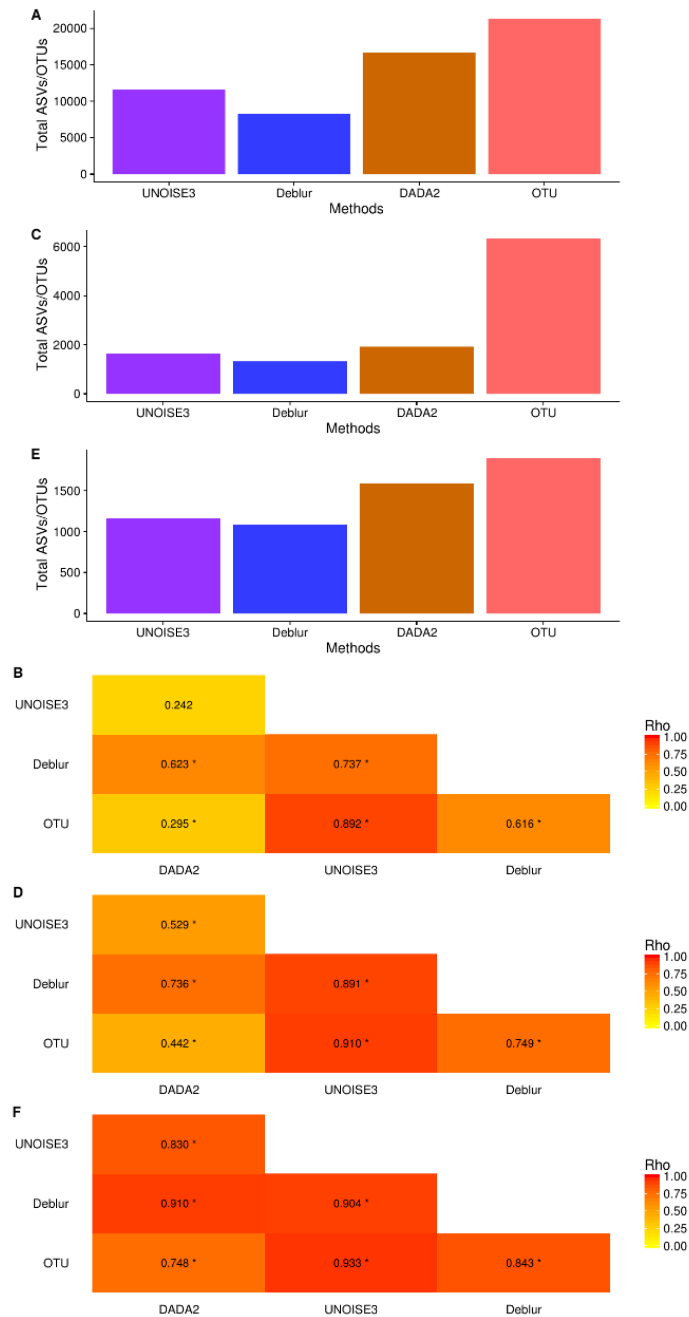 A
Total ASVs/OTUs
20000
15000
10000
5000
0
UNOISE3 Deblur DADA2 OTU
Methods
C
Total ASVs/OTUs
6000
4000
2000
0
UNOISE3 Deblur DADA2 OTU
Methods
E
Total ASVs/OTUs
1500
1000
500
0
UNOISE3 Deblur DADA2 OTU
Methods
B
UNOISE3 0.242
Deblur 0.623 * 0.737 *
OTU 0.295 * 0.892 * 0.616 *
DADA2 UNOISE3 Deblur
Rho
1.00
0.75
0.50
0.25
0.00
D
UNOISE3 0.529 *
Deblur 0.736 * 0.891 *
OTU 0.442 * 0.910 * 0.749 *
DADA2 UNOISE3 Deblur
Rho
1.00
0.75
0.50
0.25
0.00
F
UNOISE3 0.830 *
Deblur 0.910 * 0.904 *
OTU 0.748 * 0.933 * 0.843 *
DADA2 UNOISE3 Deblur
Rho
1.00
0.75
0.50
0.25
0.00